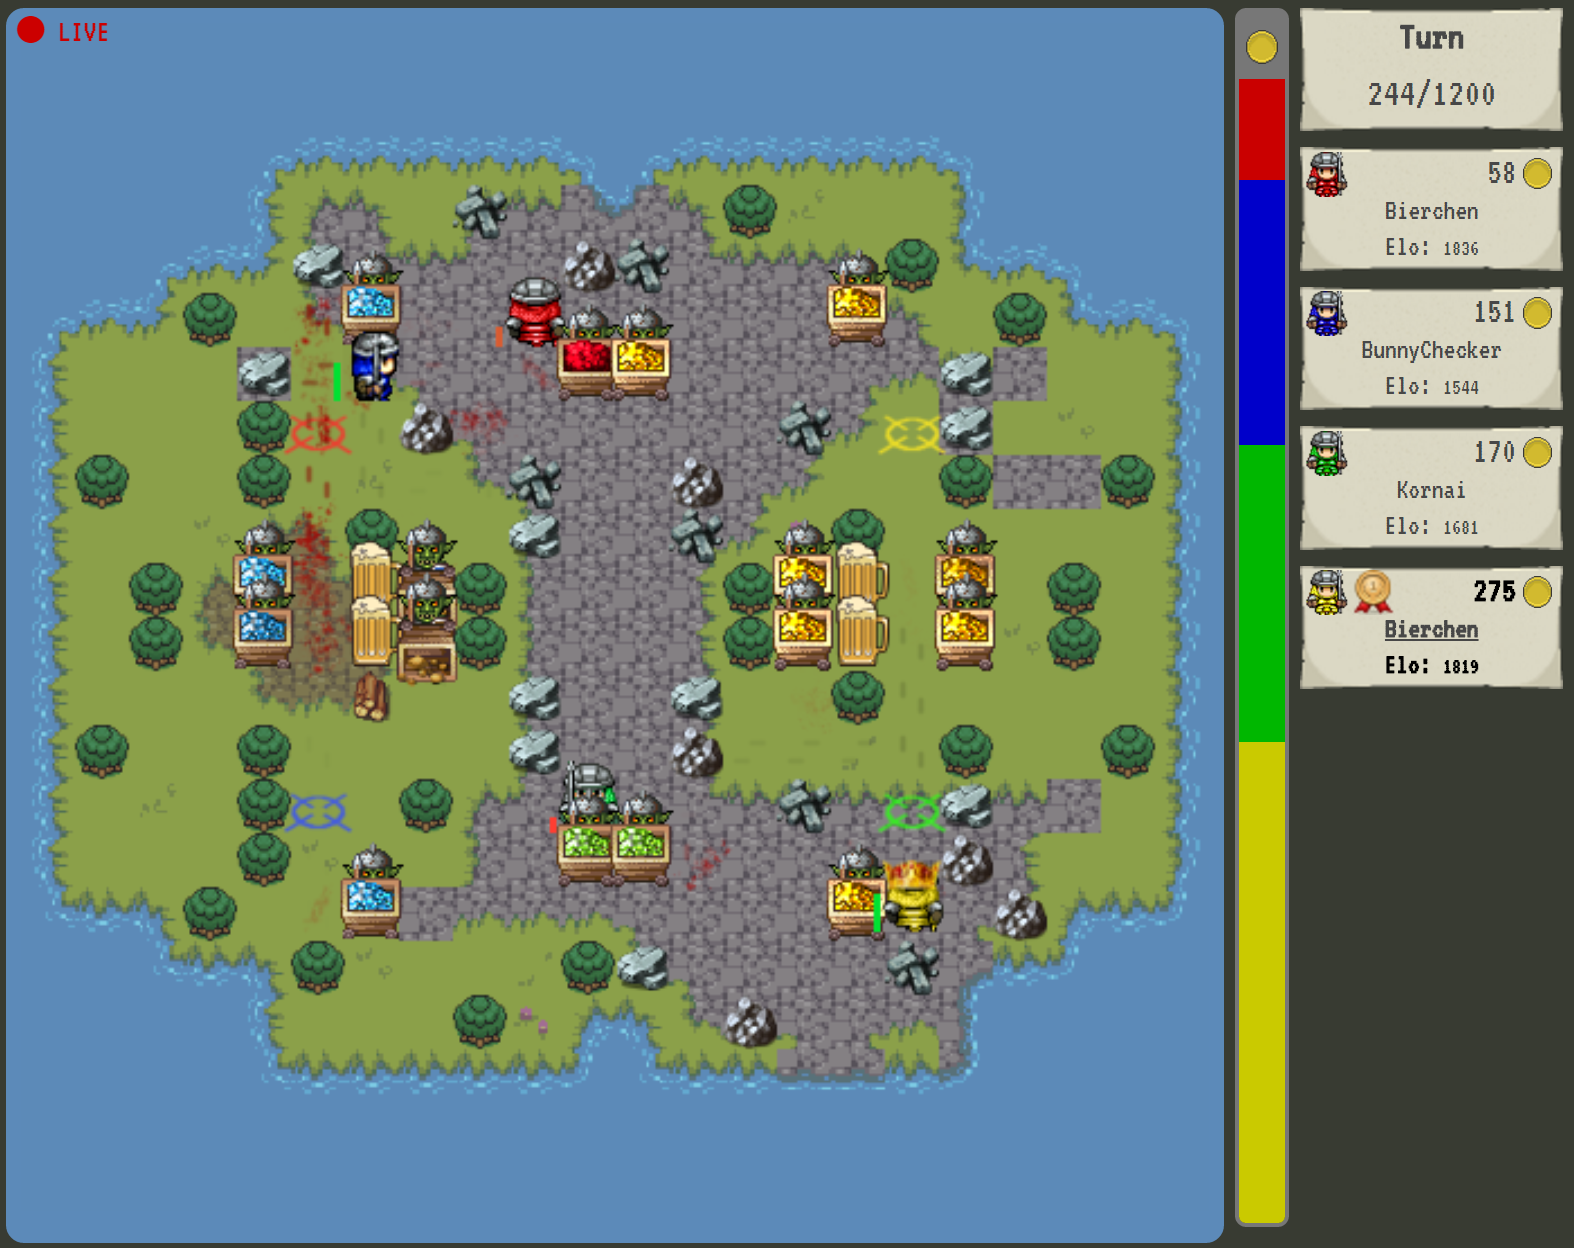 LIVE
Turn
244/1200
58
Bierchen
Elo: 1836
151
BunnyChecker
Elo: 1544
170
Kornai
Elo: 1681
1
275
Bierchen
Elo: 1819